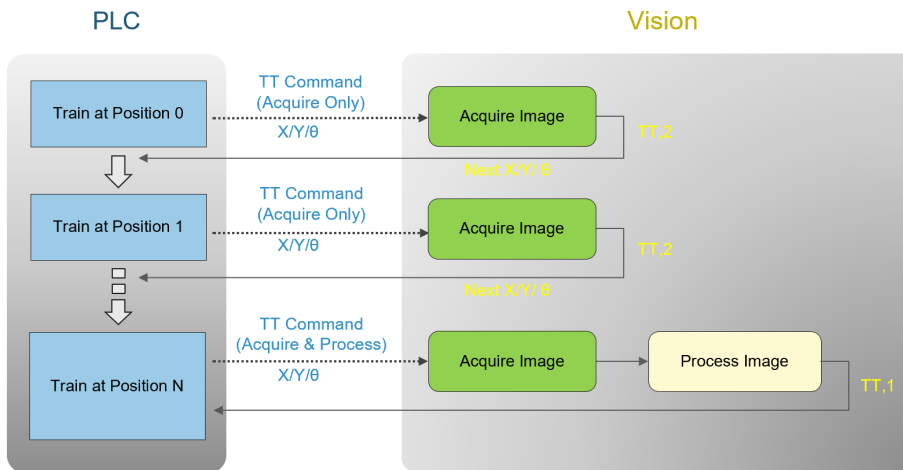 PLC
Vision
Train at Position 0
TT Command
(Acquire Only)
X/Y/θ
Acquire Image
TT,2
Next X/Y/ θ
Train at Position 1
TT Command
(Acquire Only)
X/Y/θ
Acquire Image
TT,2
Next X/Y/ θ
Train at Position N
TT Command
(Acquire & Process)
X/Y/θ
Acquire Image
Process Image
TT,1